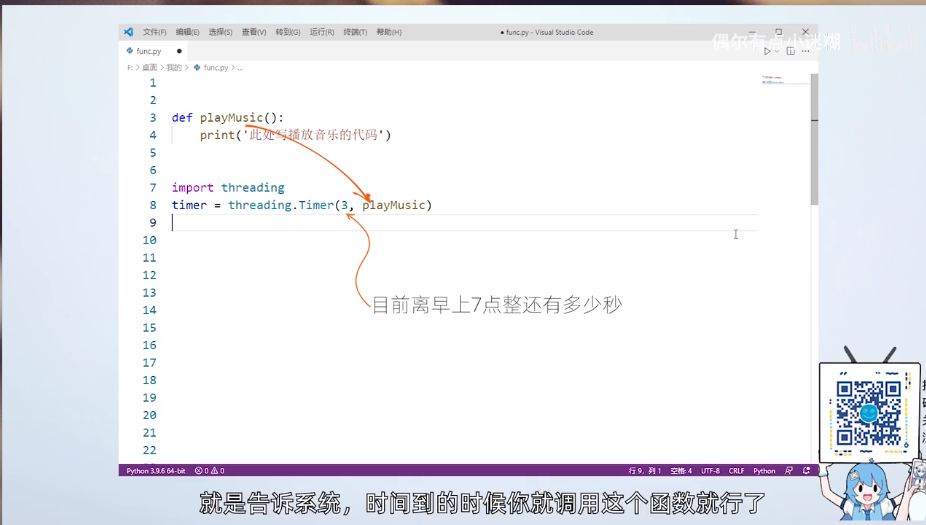 文件(F) 编辑(E) 选择(S) 查看(V) 转到(G) 运行(R) 终端(T) 帮助(H) ● func.py - Visual Studio Code
偶尔有点小迷糊
func.py ●
F: > 桌面 > 我的 > func.py > ...
1
2
3 def playMusic():
4 print('此处写播放音乐的代码')
5
6
7 import threading
8 timer = threading.Timer(3, playMusic)
9
10
11
12
13
目前离早上7点整还有多少秒
14
15
16
17
18
19
20
21
22
Python 3.9.6 64-bit 0 0 行 9, 列 1 空格: 4 UTF-8 CRLF Python
就是告诉系统，时间到的时候你就调用这个函数就行了